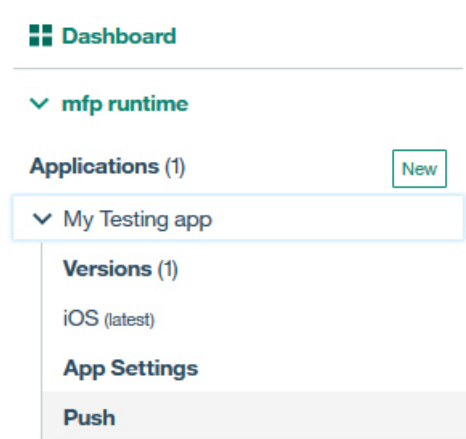 Dashboard
mfp runtime
Applications (1) New
My Testing app
Versions (1)
iOS (latest)
App Settings
Push